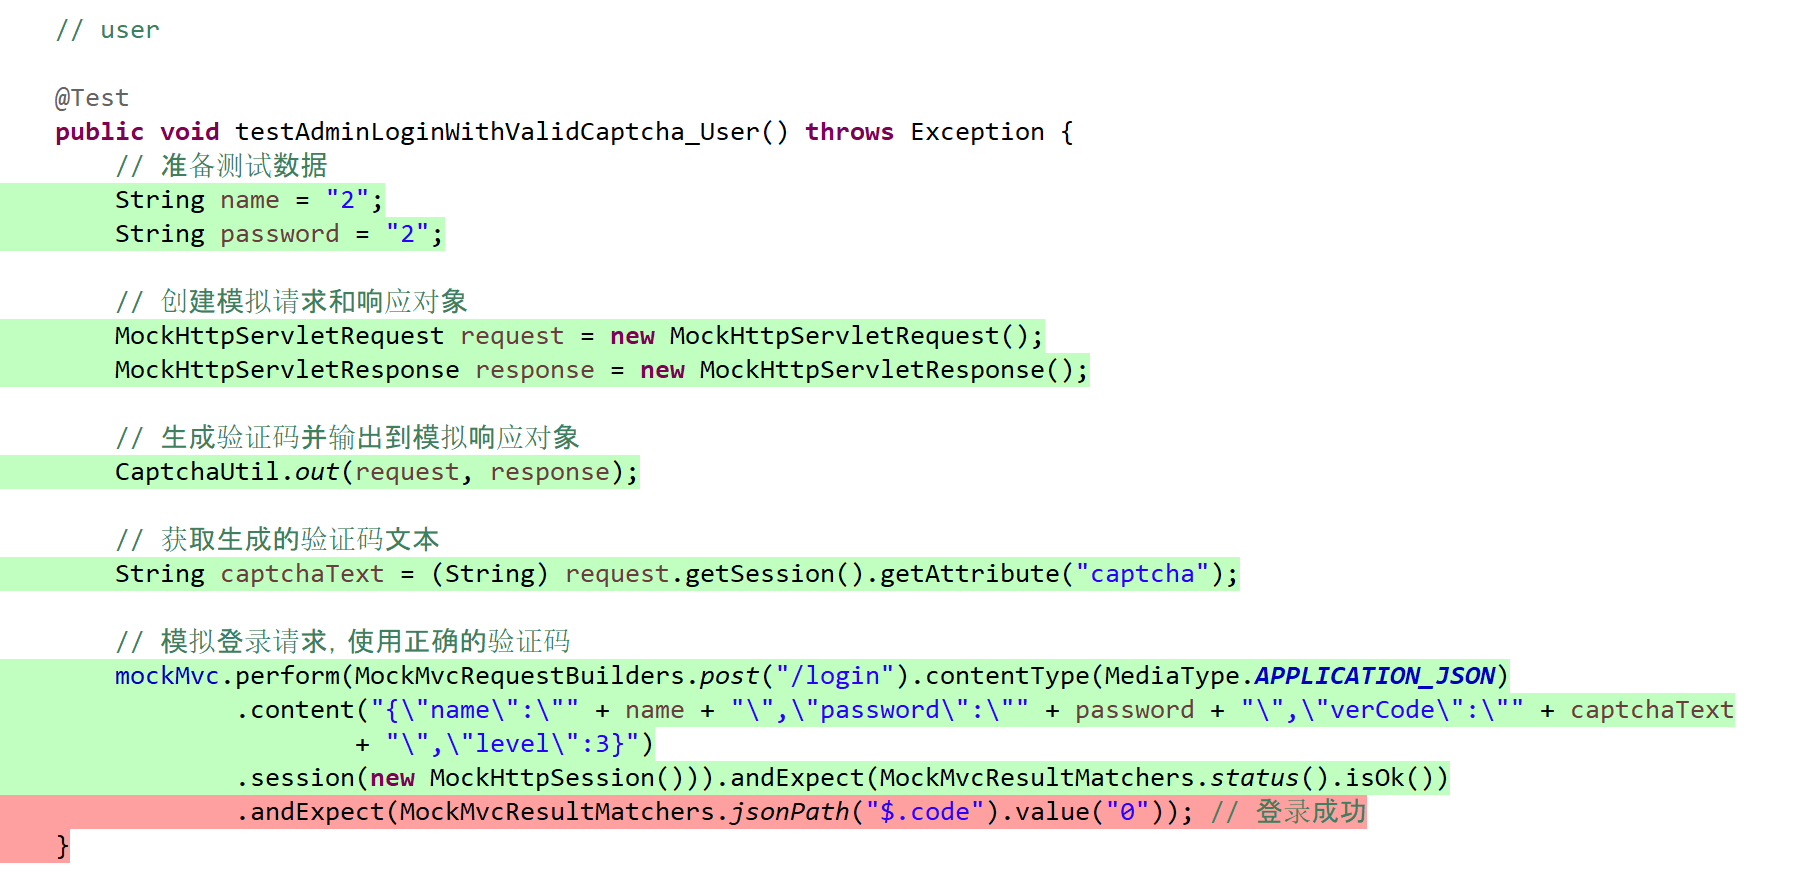 // user
@Test
public void testAdminLoginWithValidCaptcha_User() throws Exception {
// 准备测试数据
String name = "2";
String password = "2";
// 创建模拟请求和响应对象
MockHttpServletRequest request = new MockHttpServletRequest();
MockHttpServletResponse response = new MockHttpServletResponse();
// 生成验证码并输出到模拟响应对象
CaptchaUtil.out(request, response);
// 获取生成的验证码文本
String captchaText = (String) request.getSession().getAttribute("captcha");
// 模拟登录请求, 使用正确的验证码
mockMvc.perform(MockMvcRequestBuilders.post("/login").contentType(MediaType.APPLICATION_JSON)
.content("{\"name\":\"" + name + "\",\"password\":\"" + password + "\",\"verCode\":\"" + captchaText
+ "\",\"level\":3}")
.session(new MockHttpSession())).andExpect(MockMvcResultMatchers.status().isOk())
.andExpect(MockMvcResultMatchers.jsonPath("$.code").value("0")); // 登录成功
}